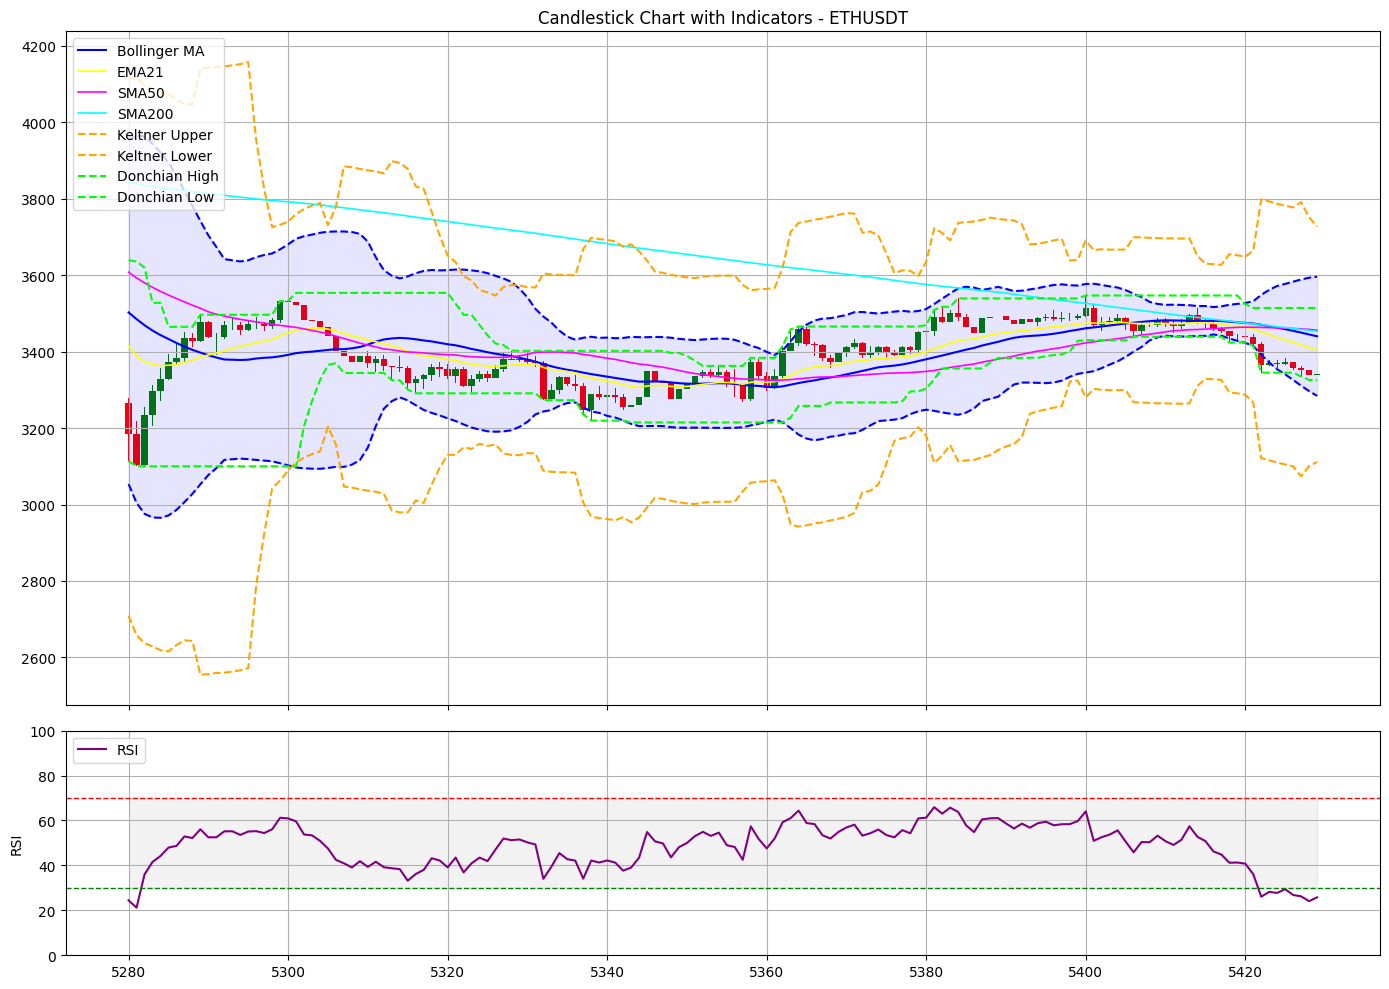 Candlestick Chart with Indicators - ETHUSDT
Bollinger MA
EMA21
SMA50
SMA200
Keltner Upper
Keltner Lower
Donchian High
Donchian Low
4200
4000
3800
3600
3400
3200
3000
2800
2600
RSI
100
80
60
40
20
0
RSI
5280
5300
5320
5340
5360
5380
5400
5420